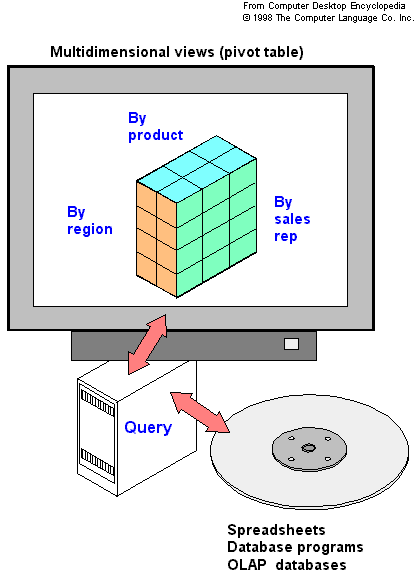 From Computer Desktop Encyclopedia
© 1998 The Computer Language Co. Inc.
Multidimensional views (pivot table)
By
product
By
region
By
sales
rep
Query
Spreadsheets
Database programs
OLAP databases